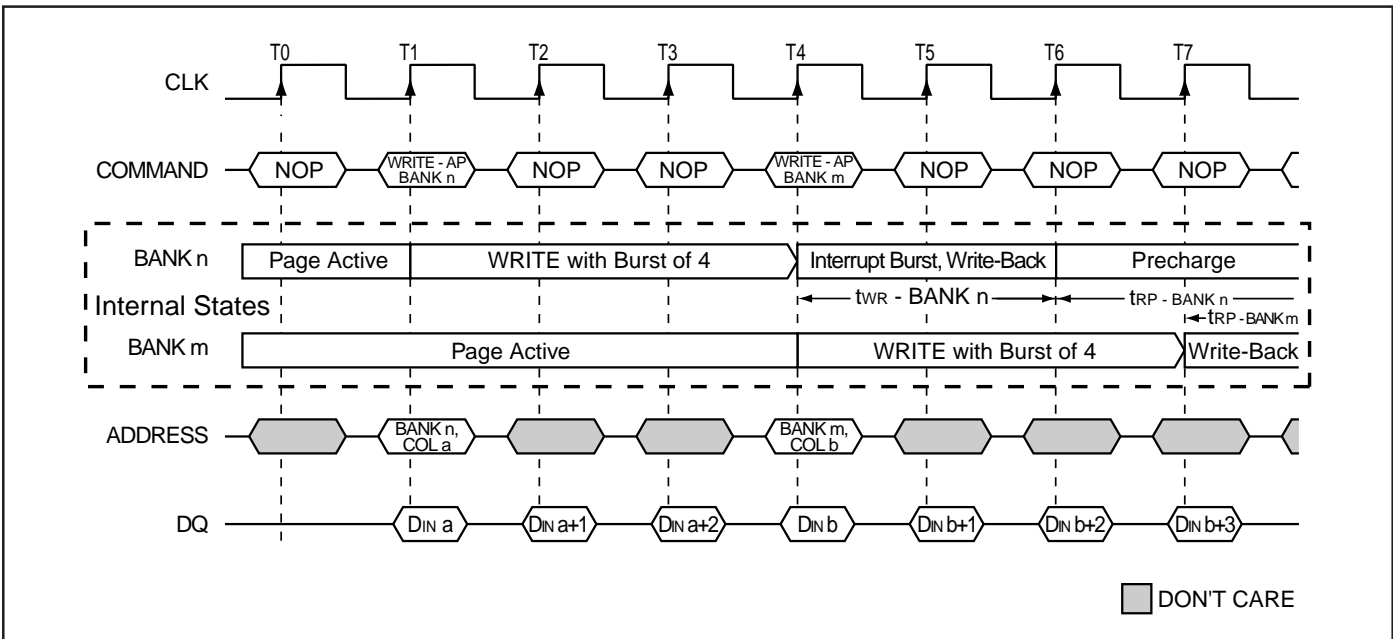 T0 T1 T2 T3 T4 T5 T6 T7
CLK
COMMAND NOP WRITE - AP BANK n NOP NOP WRITE - AP BANK m NOP NOP NOP
BANK n Page Active WRITE with Burst of 4 Interrupt Burst, Write-Back Precharge
Internal States tWR - BANK n tRP - BANK n
tRP - BANK m
BANK m Page Active WRITE with Burst of 4 Write-Back
ADDRESS BANK n, COL a BANK m, COL b
DQ DIN a DIN a+1 DIN a+2 DIN b DIN b+1 DIN b+2 DIN b+3
DON'T CARE